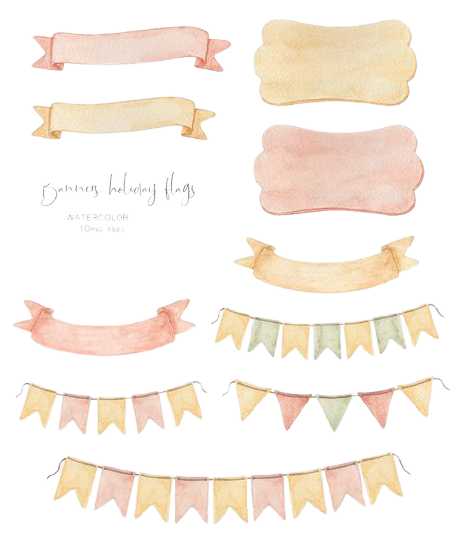 Banners holiday flags
WATERCOLOR
10PNG FILES